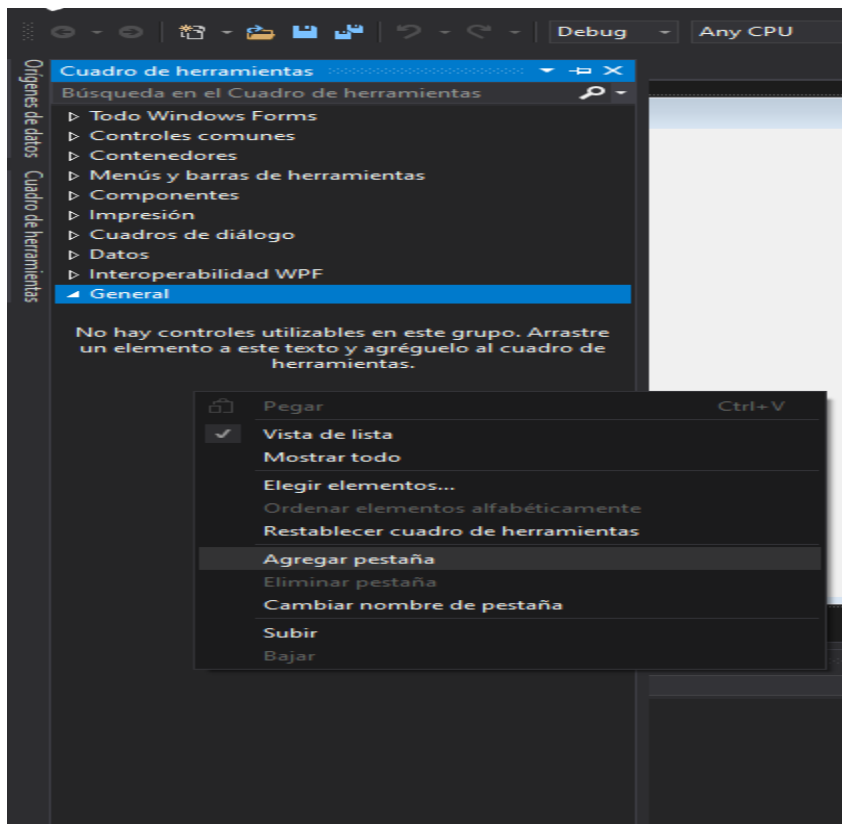 Debug
Any CPU
Orígenes de datos
Cuadro de herramientas
Cuadro de herramientas
Búsqueda en el Cuadro de herramientas
Todo Windows Forms
Controles comunes
Contenedores
Menús y barras de herramientas
Componentes
Impresión
Cuadros de diálogo
Datos
Interoperabilidad WPF
General
No hay controles utilizables en este grupo. Arrastre
un elemento a este texto y agréguelo al cuadro de
herramientas.
Pegar Ctrl+V
Vista de lista
Mostrar todo
Elegir elementos...
Ordenar elementos alfabéticamente
Restablecer cuadro de herramientas
Agregar pestaña
Eliminar pestaña
Cambiar nombre de pestaña
Subir
Bajar